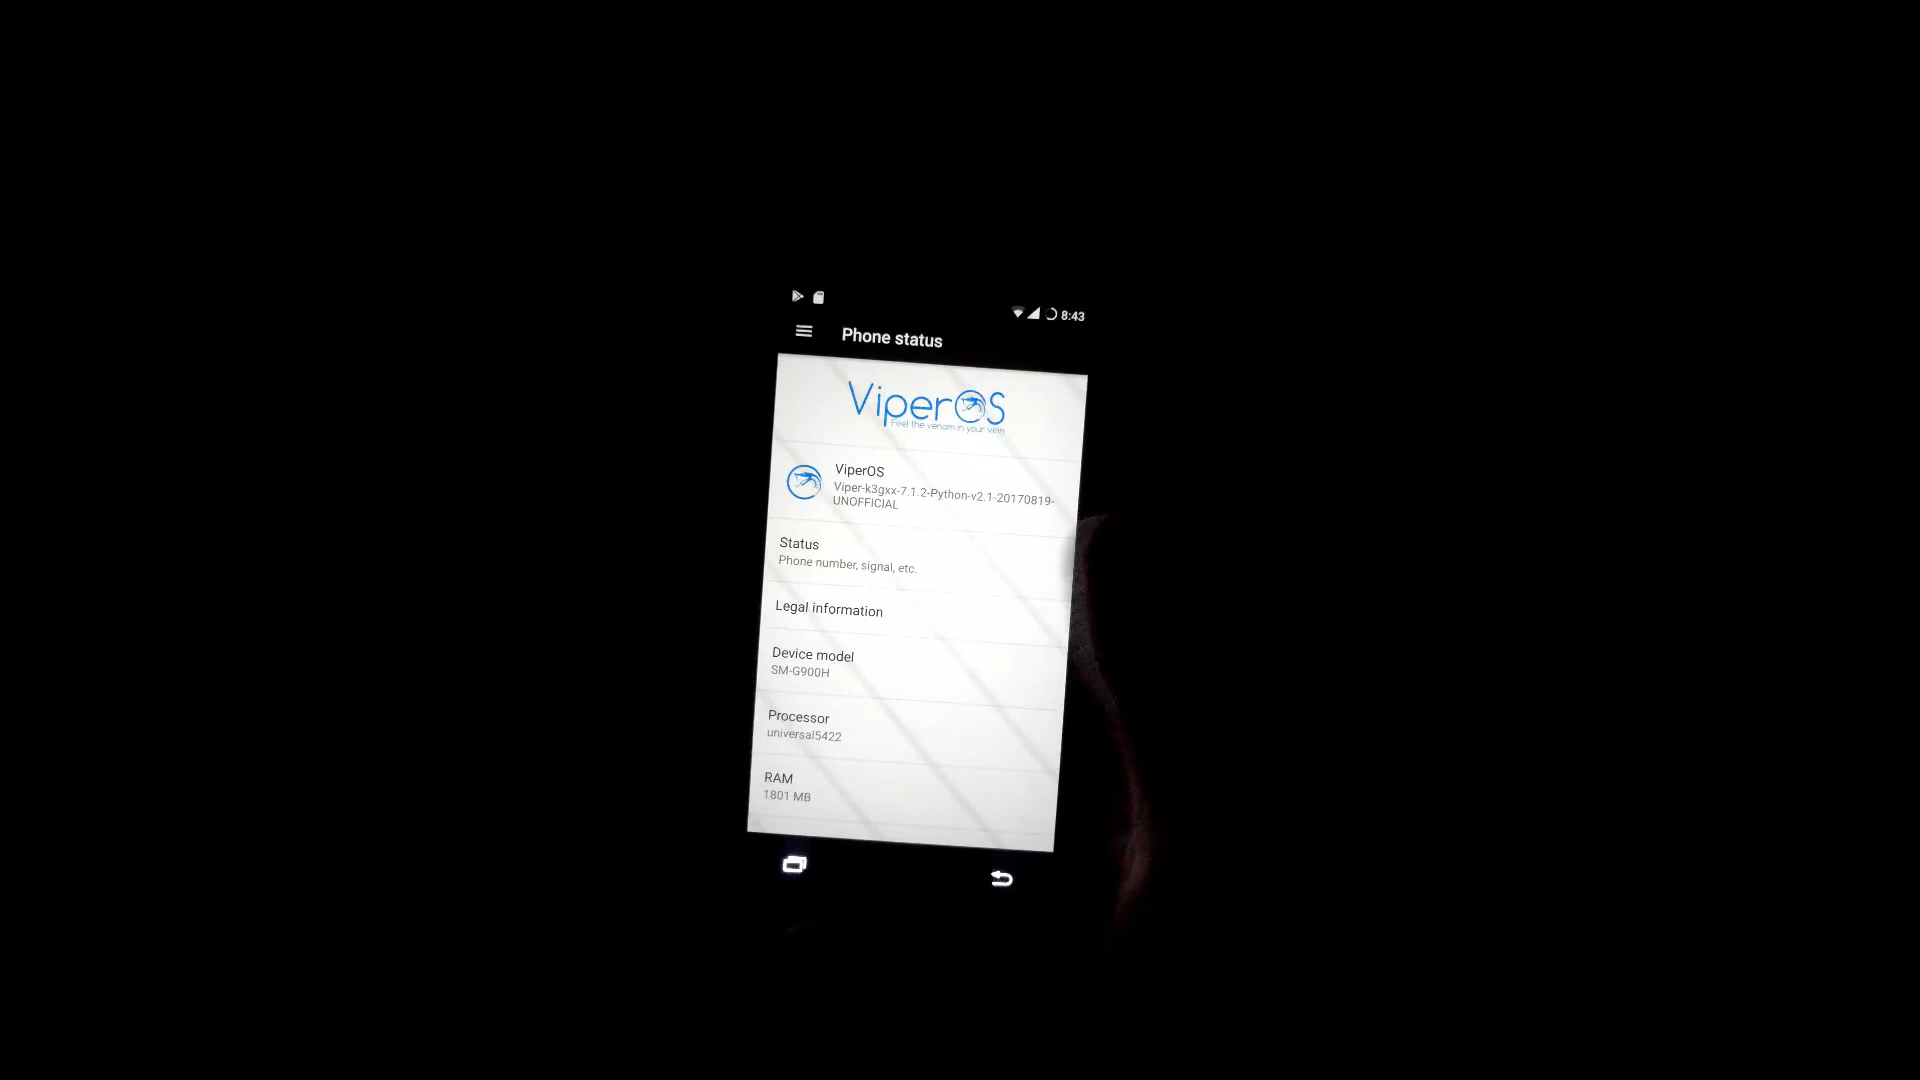 8:43
Phone status
ViperOS
Feel the venom in your vein
ViperOS
Viper-k3gxx-7.1.2-Python-v2.1-20170819-
UNOFFICIAL
Status
Phone number, signal, etc.
Legal information
Device model
SM-G900H
Processor
universal5422
RAM
1801 MB